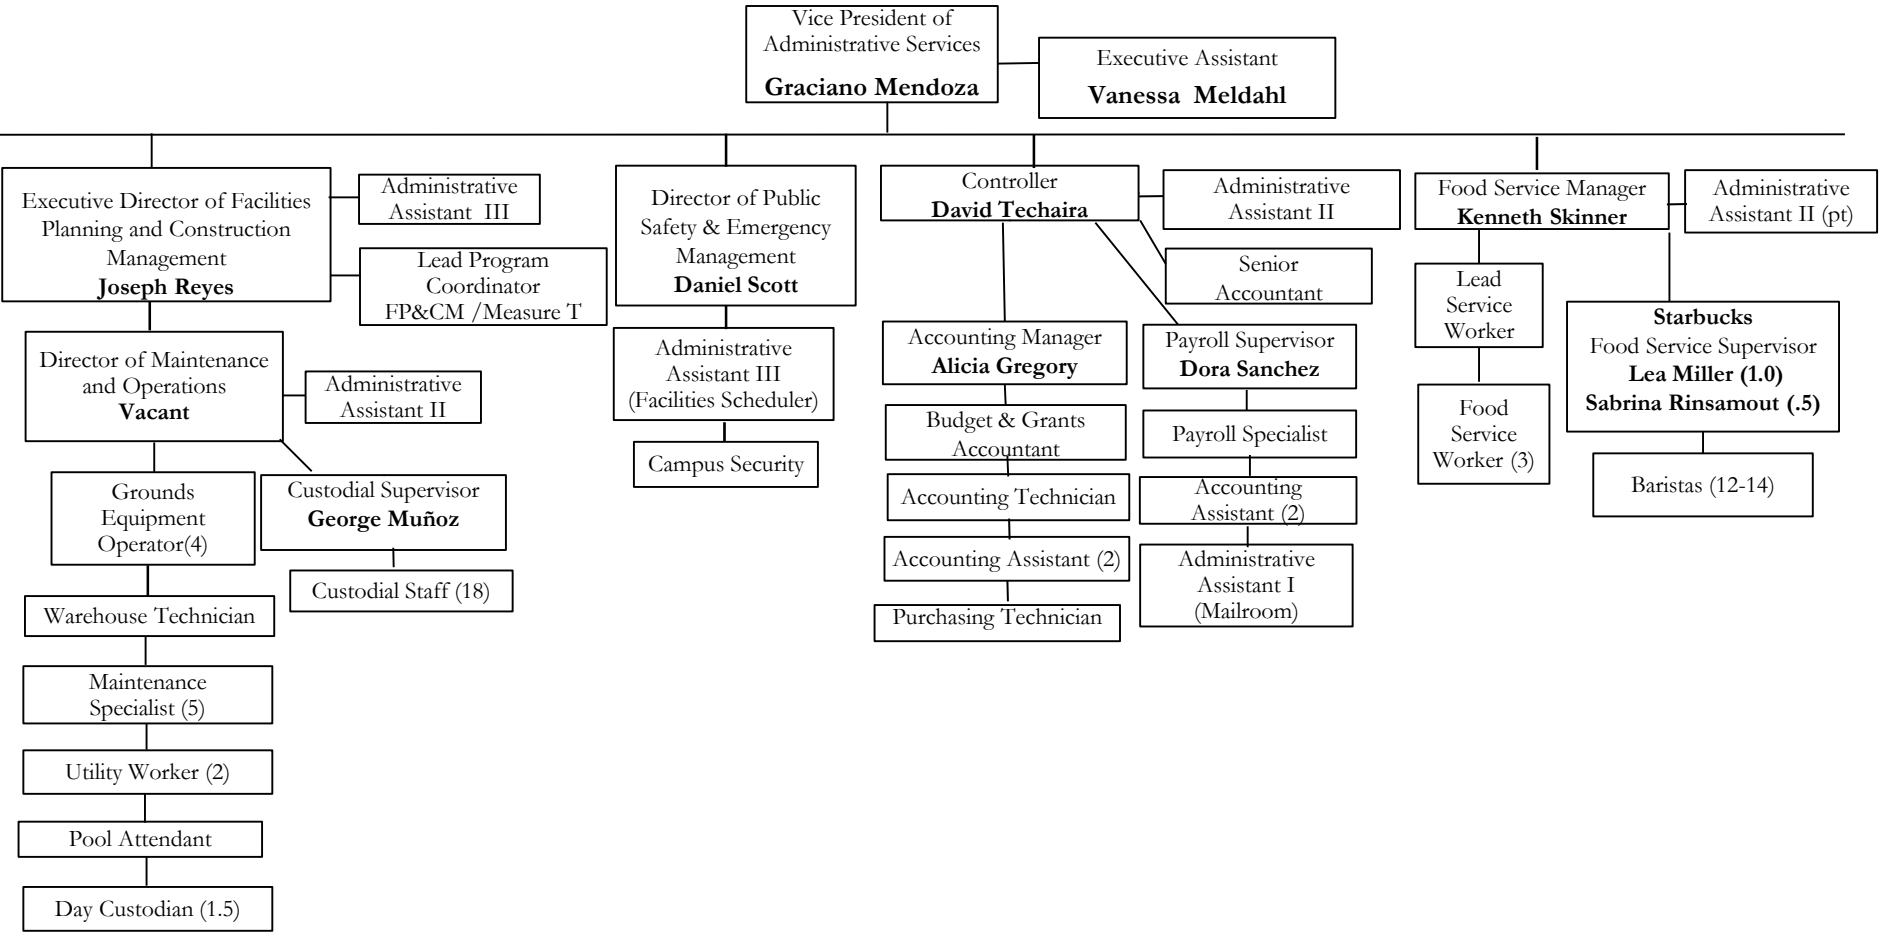 Vice President of
Administrative Services
Graciano Mendoza
Executive Assistant
Vanessa Meldahl
Executive Director of Facilities
Planning and Construction
Management
Joseph Reyes
Administrative
Assistant III
Lead Program
Coordinator
FP&CM /Measure T
Director of Maintenance
and Operations
Vacant
Administrative
Assistant II
Grounds
Equipment
Operator(4)
Custodial Supervisor
George Muñoz
Custodial Staff (18)
Warehouse Technician
Maintenance
Specialist (5)
Utility Worker (2)
Pool Attendant
Day Custodian (1.5)
Director of Public
Safety & Emergency
Management
Daniel Scott
Administrative
Assistant III
(Facilities Scheduler)
Campus Security
Controller
David Techaira
Administrative
Assistant II
Senior
Accountant
Accounting Manager
Alicia Gregory
Budget & Grants
Accountant
Accounting Technician
Accounting Assistant (2)
Purchasing Technician
Payroll Supervisor
Dora Sanchez
Payroll Specialist
Accounting
Assistant (2)
Administrative
Assistant I
(Mailroom)
Food Service Manager
Kenneth Skinner
Administrative
Assistant II (pt)
Lead
Service
Worker
Food
Service
Worker (3)
Starbucks
Food Service Supervisor
Lea Miller (1.0)
Sabrina Rinsamout (.5)
Baristas (12-14)